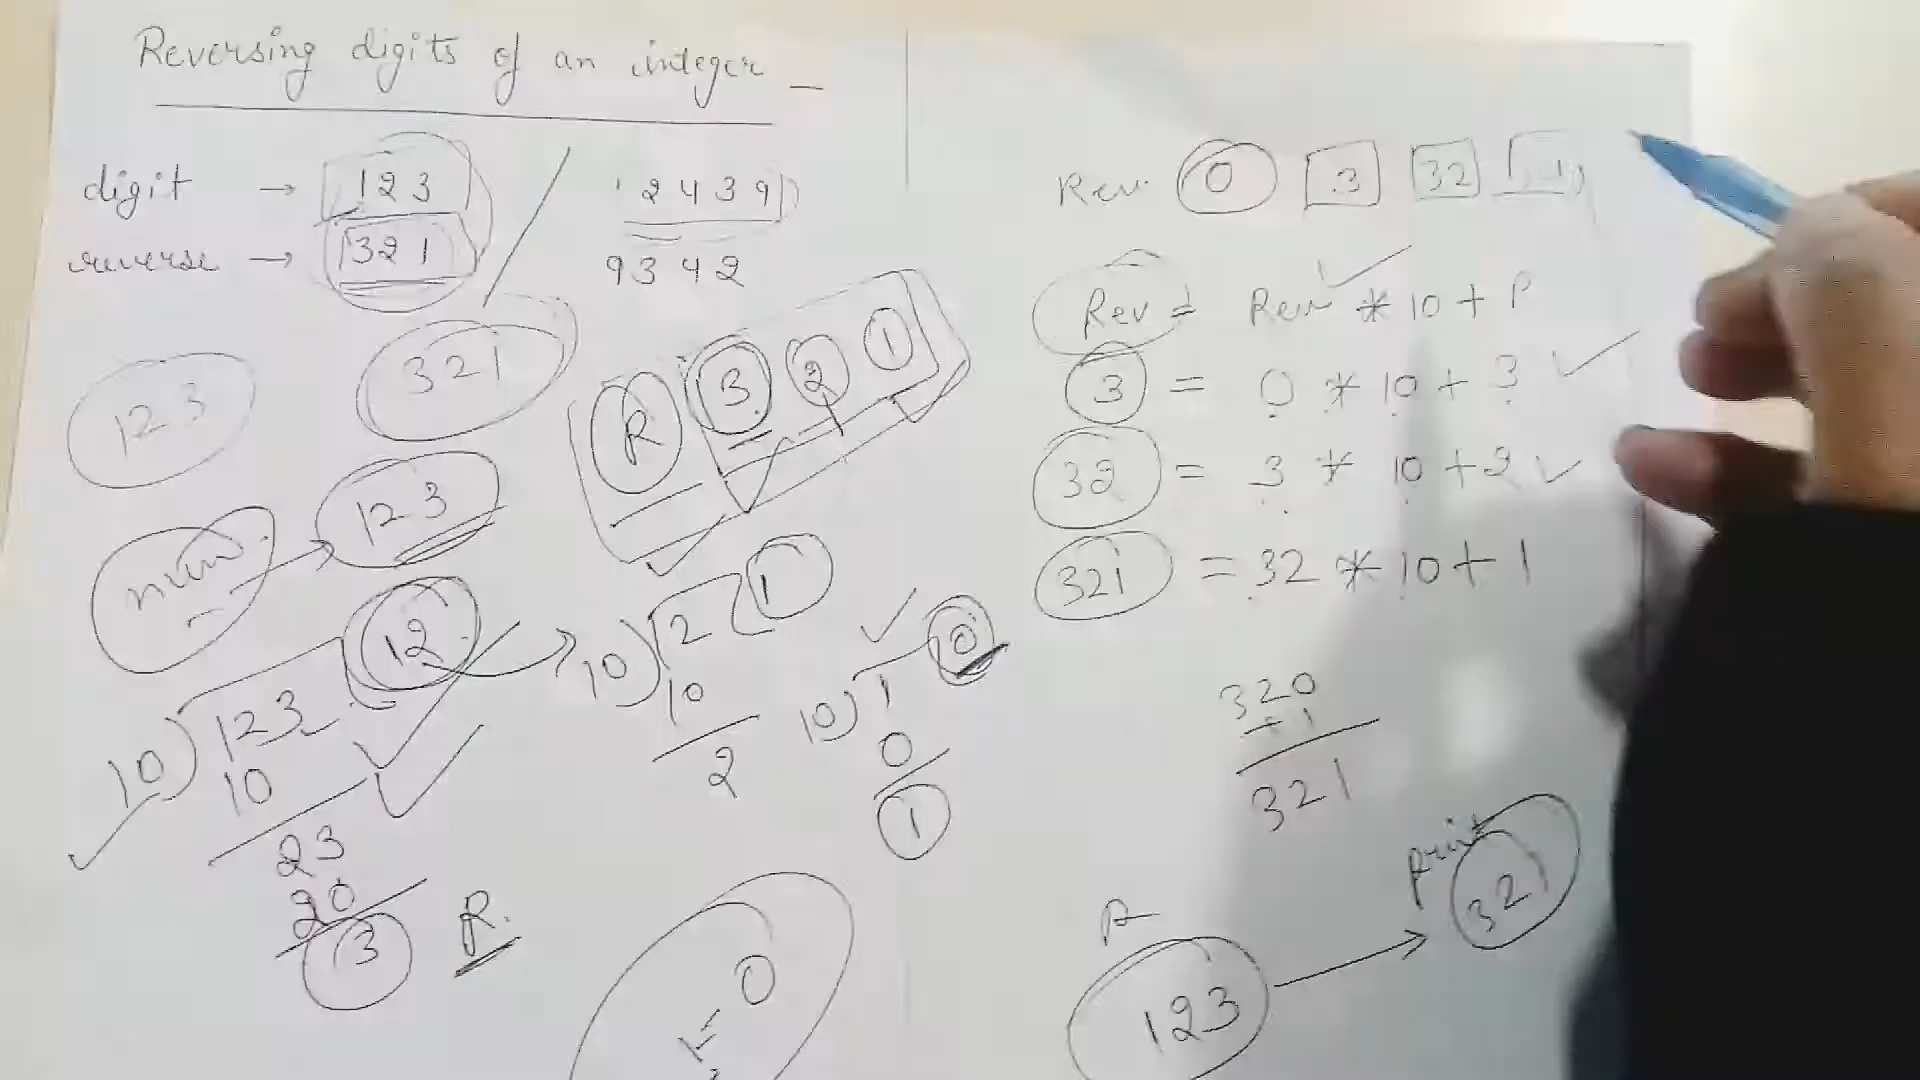 Reversing digits of an integer –
digit → 123
reverse → 321
2439
9342
123
321
R 3 2 1
num → 123
10)123(12
10
23
20
3 R.
10)12(1
10
2
10)1(0
0
1
0
Rev. 0 3 32
Rev = Rev * 10 + R
3 = 0 * 10 + 3
32 = 3 * 10 + 2
321 = 32 * 10 + 1
320
+1
321
R
123 → print 321